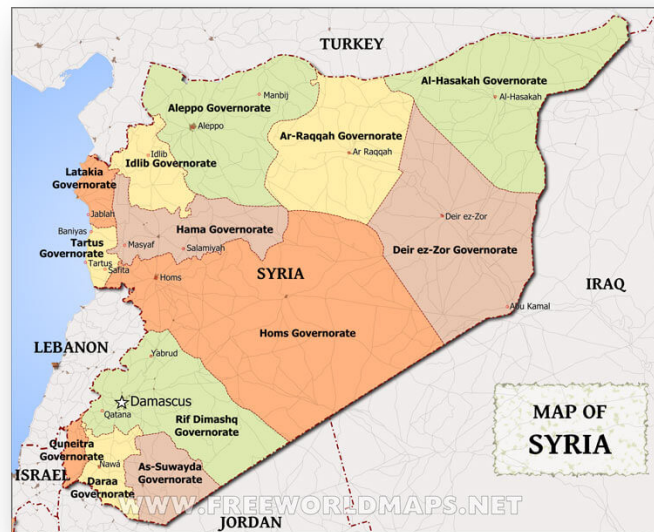 TURKEY
Al-Hasakah Governorate
Manbij
Al-Hasakah
Aleppo Governorate
Aleppo
Ar-Raqqah Governorate
Idlib
Ar Raqqah
Idlib Governorate
Latakia
Governorate
Jablah
Deir ez-Zor
Baniyas
Hama Governorate
Tartus
Governorate
Masyaf
Salamiyah
Deir ez-Zor Governorate
Tartus
Safita
Homs
SYRIA
IRAQ
Abu Kamal
Homs Governorate
LEBANON
Yabrud
Damascus
Qatana
Rif Dimashq
Governorate
MAP OF
SYRIA
Quneitra
Governorate
Nawá
As-Suwayda
Governorate
ISRAEL
Daraa
Governorate
WWW.FREEWORLDMAPS.NET
JORDAN